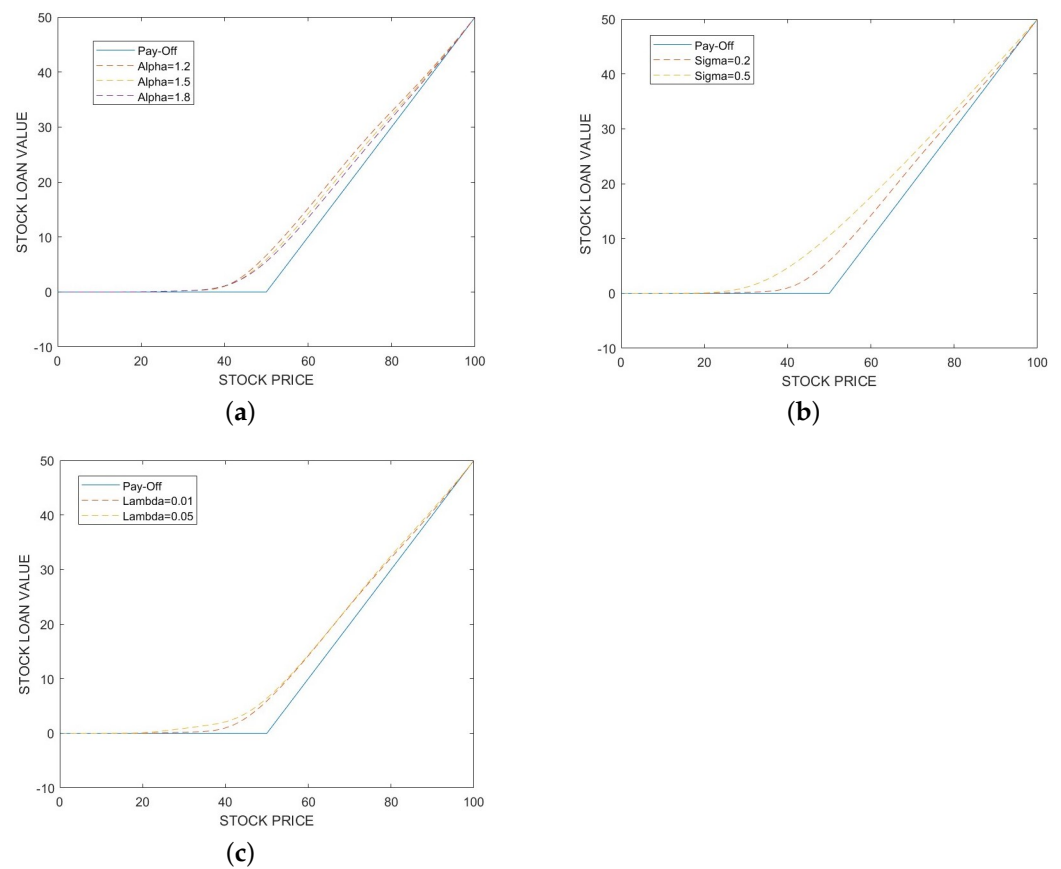 50
40
30
20
10
0
-10
STOCK LOAN VALUE
Pay-Off
Alpha=1.2
Alpha=1.5
Alpha=1.8
0 20 40 60 80 100
STOCK PRICE
(a)
50
40
30
20
10
0
-10
STOCK LOAN VALUE
Pay-Off
Sigma=0.2
Sigma=0.5
0 20 40 60 80 100
STOCK PRICE
(b)
50
40
30
20
10
0
-10
STOCK LOAN VALUE
Pay-Off
Lambda=0.01
Lambda=0.05
0 20 40 60 80 100
STOCK PRICE
(c)